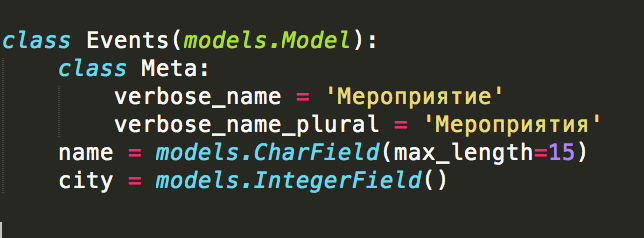 class Events(models.Model):
    class Meta:
        verbose_name = 'Мероприятие'
        verbose_name_plural = 'Мероприятия'
    name = models.CharField(max_length=15)
    city = models.IntegerField()